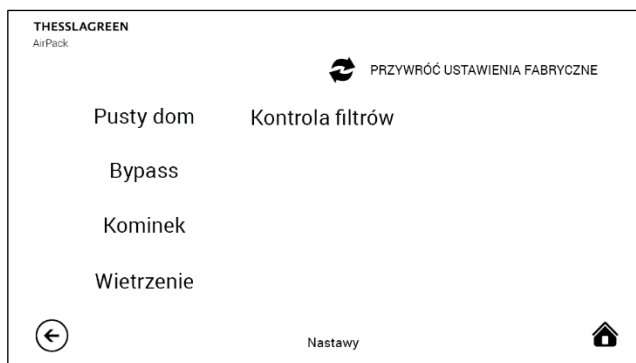 THESSLAGREEN
AirPack
PRZYWRÓĆ USTAWIENIA FABRYCZNE
Pusty dom
Kontrola filtrów
Bypass
Kominek
Wietrzenie
Nastawy